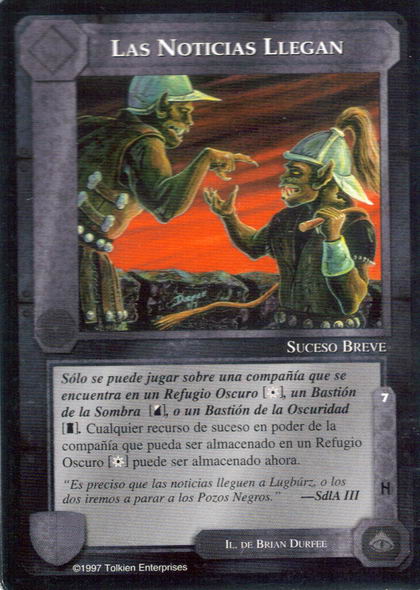 LAS NOTICIAS LLEGAN
Durfee
97
SUCESO BREVE
Sólo se puede jugar sobre una compañía que se
encuentra en un Refugio Oscuro [], un Bastión
de la Sombra [], o un Bastión de la Oscuridad
[]. Cualquier recurso de suceso en poder de la
compañía que pueda ser almacenado en un Refugio
Oscuro [] puede ser almacenado ahora.
"Es preciso que las noticias lleguen a Lugbúrz, o los
dos iremos a parar a los Pozos Negros." —SdlA III
7
H
IL. DE BRIAN DURFEE
©1997 Tolkien Enterprises